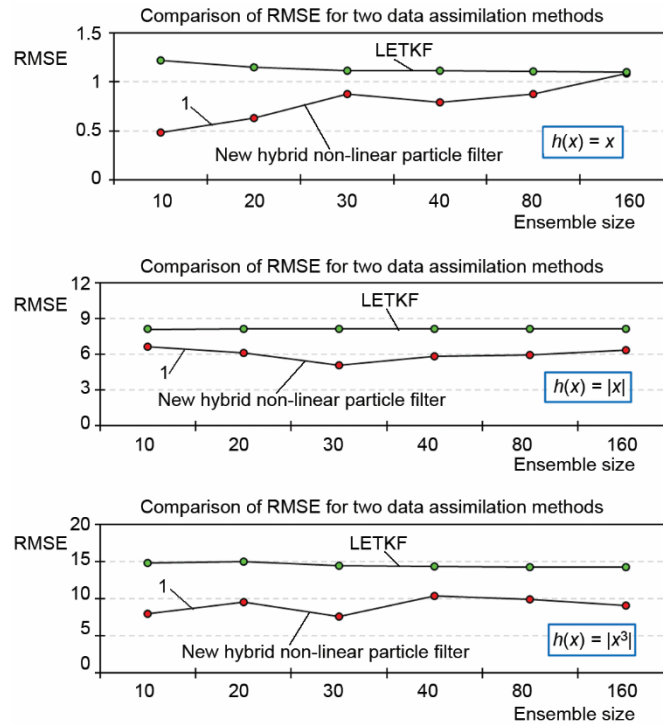 Comparison of RMSE for two data assimilation methods
RMSE
1.5
1
0.5
0
LETKF
1
New hybrid non-linear particle filter
h(x) = x
10 20 30 40 80 160
Ensemble size
Comparison of RMSE for two data assimilation methods
RMSE
12
9
6
3
0
LETKF
1
New hybrid non-linear particle filter
h(x) = |x|
10 20 30 40 80 160
Ensemble size
Comparison of RMSE for two data assimilation methods
RMSE
20
15
10
5
0
LETKF
1
New hybrid non-linear particle filter
h(x) = |x³|
10 20 30 40 80 160
Ensemble size